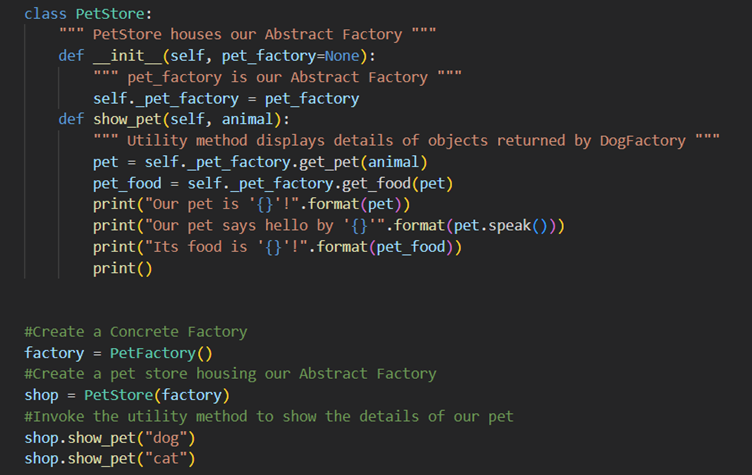 class PetStore:
    """ PetStore houses our Abstract Factory """
    def __init__(self, pet_factory=None):
        """ pet_factory is our Abstract Factory """
        self._pet_factory = pet_factory
    def show_pet(self, animal):
        """ Utility method displays details of objects returned by DogFactory """
        pet = self._pet_factory.get_pet(animal)
        pet_food = self._pet_factory.get_food(pet)
        print("Our pet is '{}'!".format(pet))
        print("Our pet says hello by '{}'".format(pet.speak()))
        print("Its food is '{}'!".format(pet_food))
        print()
#Create a Concrete Factory
factory = PetFactory()
#Create a pet store housing our Abstract Factory
shop = PetStore(factory)
#Invoke the utility method to show the details of our pet
shop.show_pet("dog")
shop.show_pet("cat")